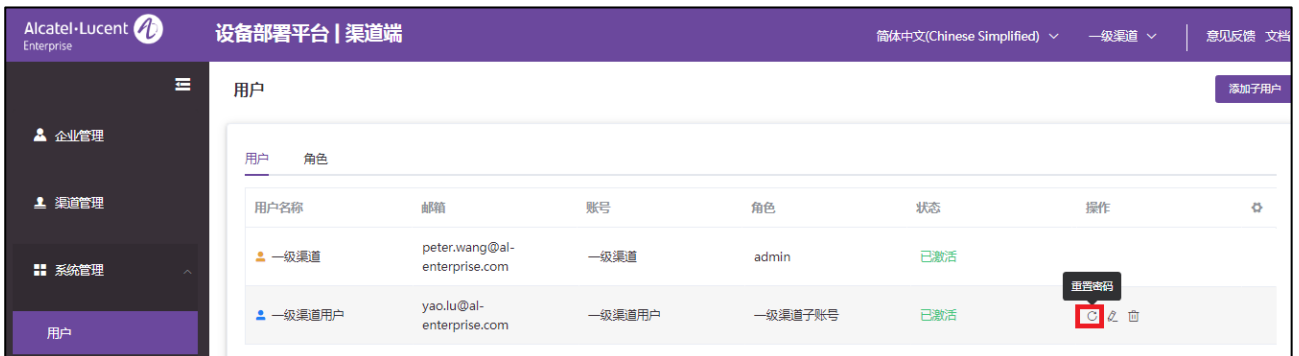 Alcatel·Lucent
Enterprise
设备部署平台 | 渠道端
简体中文(Chinese Simplified)
一级渠道
意见反馈 文档
用户
添加子用户
企业管理
用户 角色
渠道管理
用户名称 邮箱 账号 角色 状态 操作
一级渠道 peter.wang@al-
enterprise.com 一级渠道 admin 已激活
系统管理
重置密码
一级渠道用户 yao.lu@al-
enterprise.com 一级渠道用户 一级渠道子账号 已激活
用户